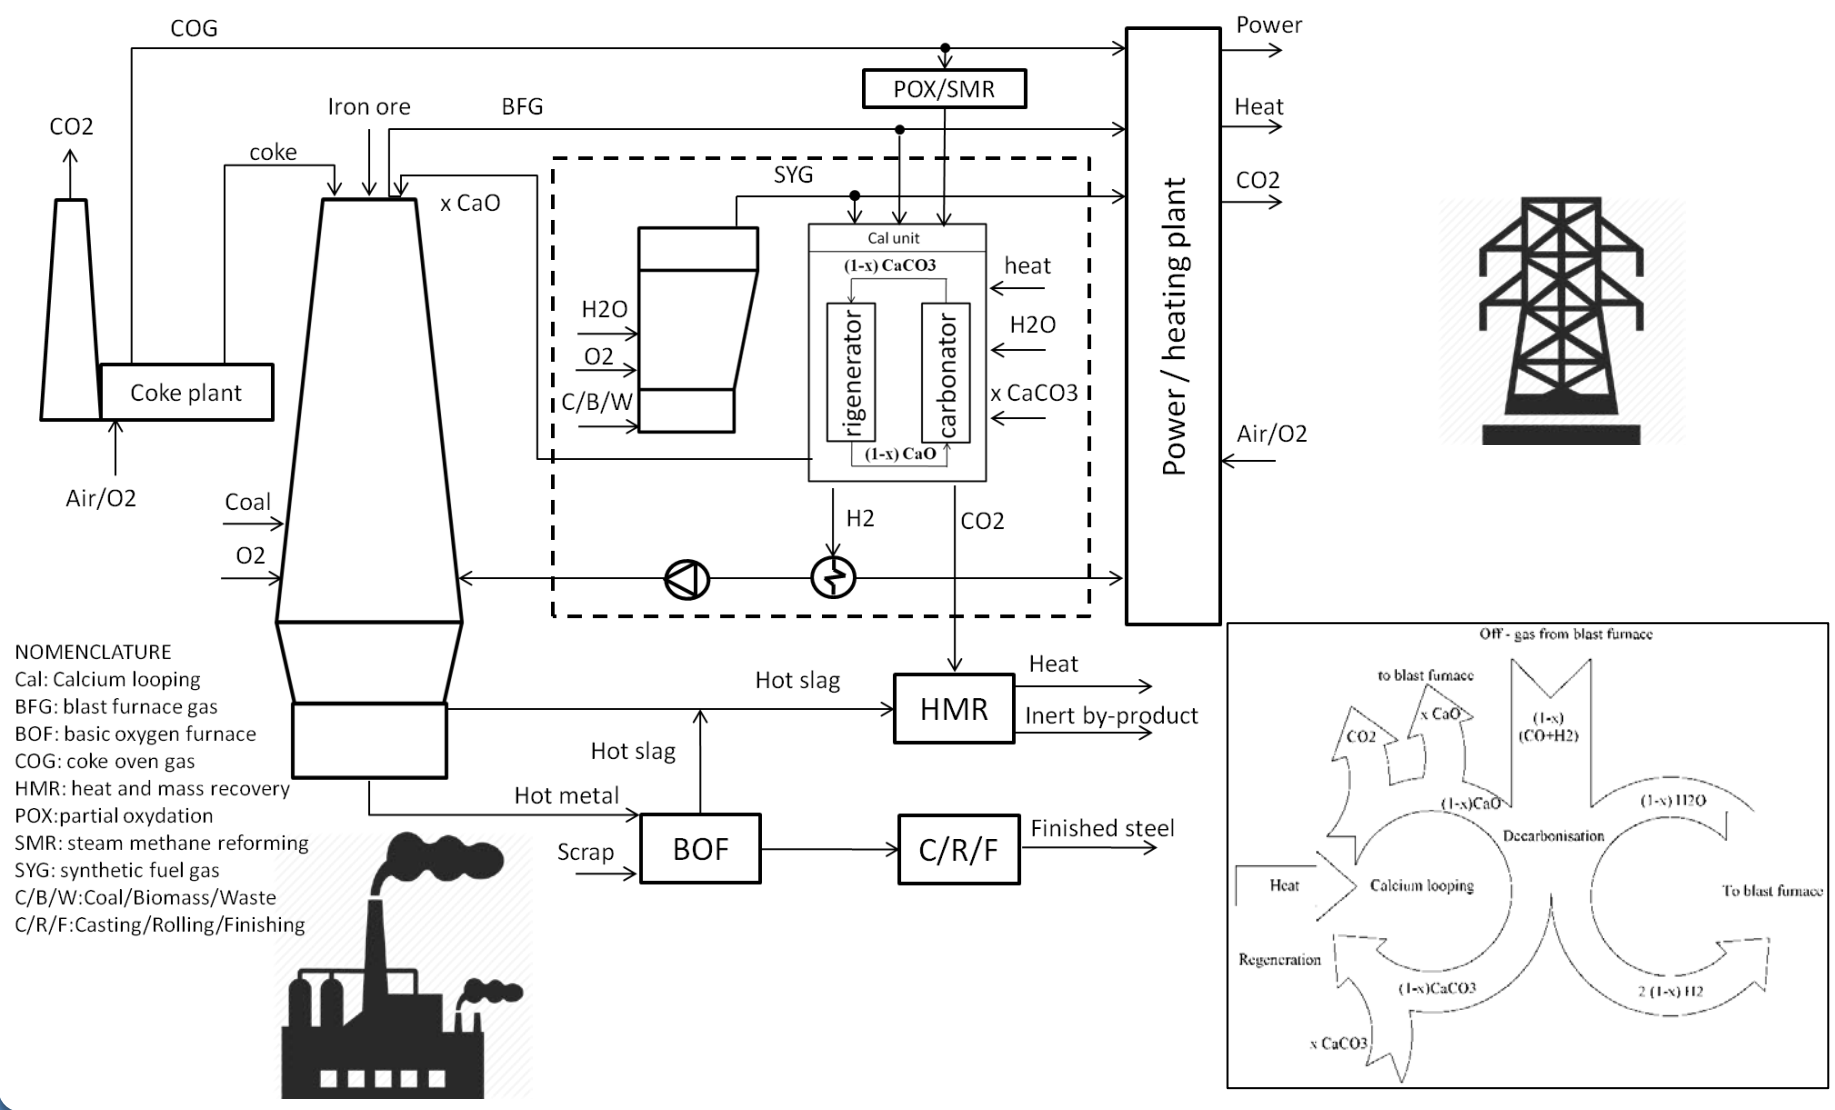 COG
Power
POX/SMR
Iron ore
BFG
Heat
CO2
coke
SYG
CO2
x CaO
Cal unit
(1-x) CaCO3
heat
H2O
H2O
O2
rigenerator
carbonator
Power / heating plant
Coke plant
C/B/W
x CaCO3
(1-x) CaO
Air/O2
Air/O2
Coal
H2
CO2
O2
NOMENCLATURE
Cal: Calcium looping
BFG: blast furnace gas
BOF: basic oxygen furnace
COG: coke oven gas
HMR: heat and mass recovery
POX:partial oxydation
SMR: steam methane reforming
SYG: synthetic fuel gas
C/B/W:Coal/Biomass/Waste
C/R/F:Casting/Rolling/Finishing
Hot slag
HMR
Heat
Inert by-product
Hot slag
Hot metal
BOF
Scrap
C/R/F
Finished steel
Off - gas from blast furnace
to blast furnace
x CaO
CO2
(1-x)
(CO+H2)
(1-x)CaO
(1-x) H2O
Decarbonisation
Heat
Calcium looping
To blast furnace
Regeneration
(1-x)CaCO3
2 (1-x) H2
x CaCO3